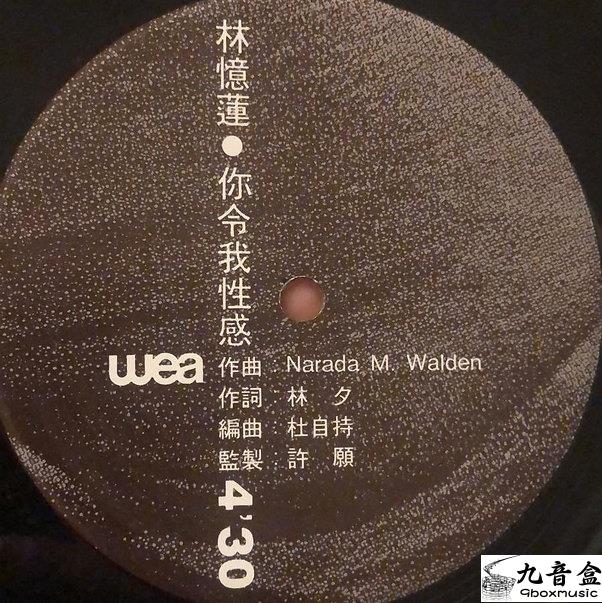 林憶蓮●你令我性感
wea
作曲：Narada M. Walden
作詞：林 夕
編曲：杜自持
監製：許 願
4'30
九音盒
9boxmusic